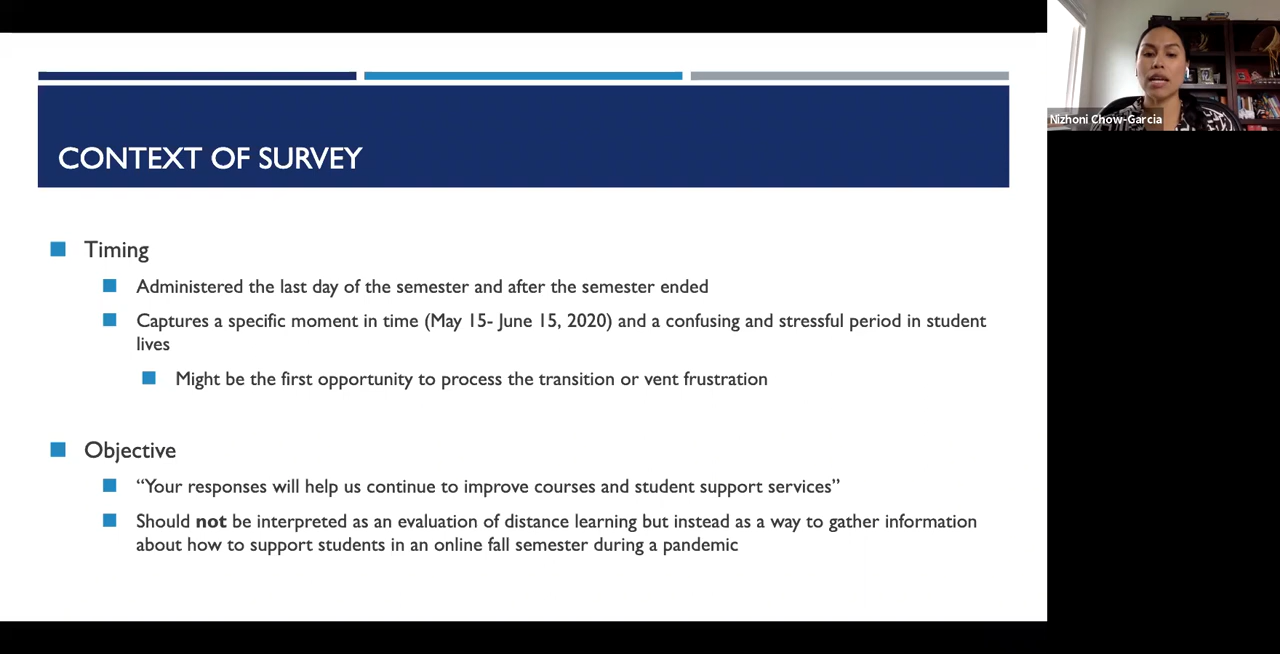 CONTEXT OF SURVEY
Timing
Administered the last day of the semester and after the semester ended
Captures a specific moment in time (May 15- June 15, 2020) and a confusing and stressful period in student
lives
Might be the first opportunity to process the transition or vent frustration
Objective
“Your responses will help us continue to improve courses and student support services”
Should not be interpreted as an evaluation of distance learning but instead as a way to gather information
about how to support students in an online fall semester during a pandemic
Nizhoni Chow-Garcia